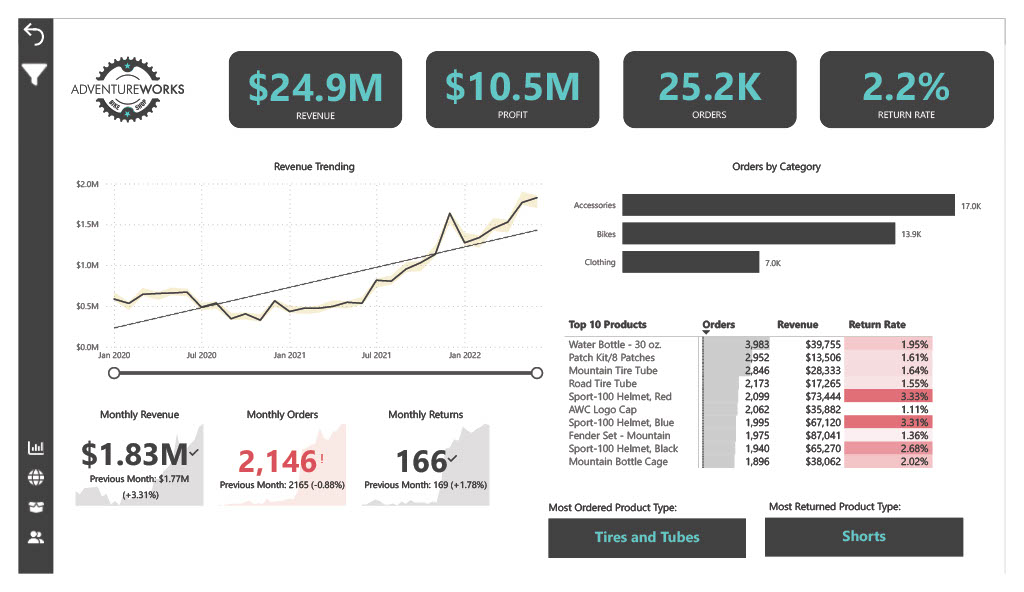 ADVENTUREWORKS
BIKE SHOP
$24.9M
REVENUE
$10.5M
PROFIT
25.2K
ORDERS
2.2%
RETURN RATE
Revenue Trending
$2.0M
$1.5M
$1.0M
$0.5M
$0.0M
Jan 2020 Jul 2020 Jan 2021 Jul 2021 Jan 2022
Orders by Category
Accessories 17.0K
Bikes 13.9K
Clothing 7.0K
Top 10 Products Orders Revenue Return Rate
Water Bottle - 30 oz. 3,983 $39,755 1.95%
Patch Kit/8 Patches 2,952 $13,506 1.61%
Mountain Tire Tube 2,846 $28,333 1.64%
Road Tire Tube 2,173 $17,265 1.55%
Sport-100 Helmet, Red 2,099 $73,444 3.33%
AWC Logo Cap 2,062 $35,882 1.11%
Sport-100 Helmet, Blue 1,995 $67,120 3.31%
Fender Set - Mountain 1,975 $87,041 1.36%
Sport-100 Helmet, Black 1,940 $65,270 2.68%
Mountain Bottle Cage 1,896 $38,062 2.02%
Monthly Revenue
$1.83M
Previous Month: $1.77M
(+3.31%)
Monthly Orders
2,146!
Previous Month: 2165 (-0.88%)
Monthly Returns
166
Previous Month: 169 (+1.78%)
Most Ordered Product Type:
Tires and Tubes
Most Returned Product Type:
Shorts